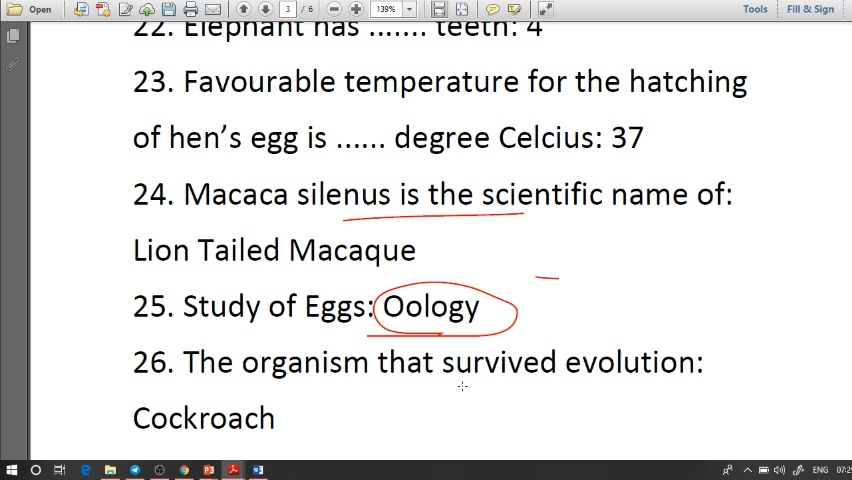 Open
3 / 6
139%
Tools
Fill & Sign
22. Elephant has ....... teeth: 4
23. Favourable temperature for the hatching
of hen's egg is ...... degree Celcius: 37
24. Macaca silenus is the scientific name of:
Lion Tailed Macaque
25. Study of Eggs: Oology
26. The organism that survived evolution:
Cockroach
ENG